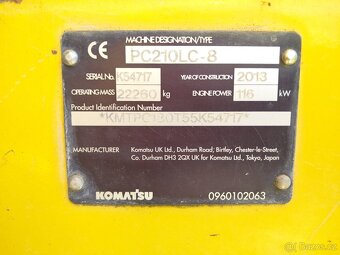 CE
MACHINE DESIGNATION/TYPE
PC210LC-8
SERIAL No. K54717 YEAR OF CONSTRUCTION 2013
OPERATING MASS 22260 kg ENGINE POWER 116 kW
Product Identification Number
*KMTPC180T55K54717*
MANUFACTURER Komatsu UK Ltd., Durham Road, Birtley, Chester-le-Street,
Co. Durham DH3 2QX UK for Komatsu Ltd., Tokyo, Japan
KOMATSU 0960102063